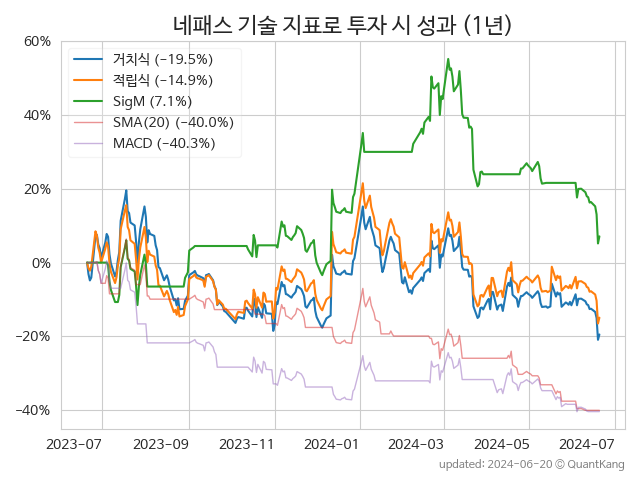 네패스 기술 지표로 투자 시 성과 (1년)
60%
40%
20%
0%
−20%
−40%
거치식 (−19.5%)
적립식 (−14.9%)
SigM (7.1%)
SMA(20) (−40.0%)
MACD (−40.3%)
2023-07 2023-09 2023-11 2024-01 2024-03 2024-05 2024-07
updated: 2024-06-20 © QuantKang